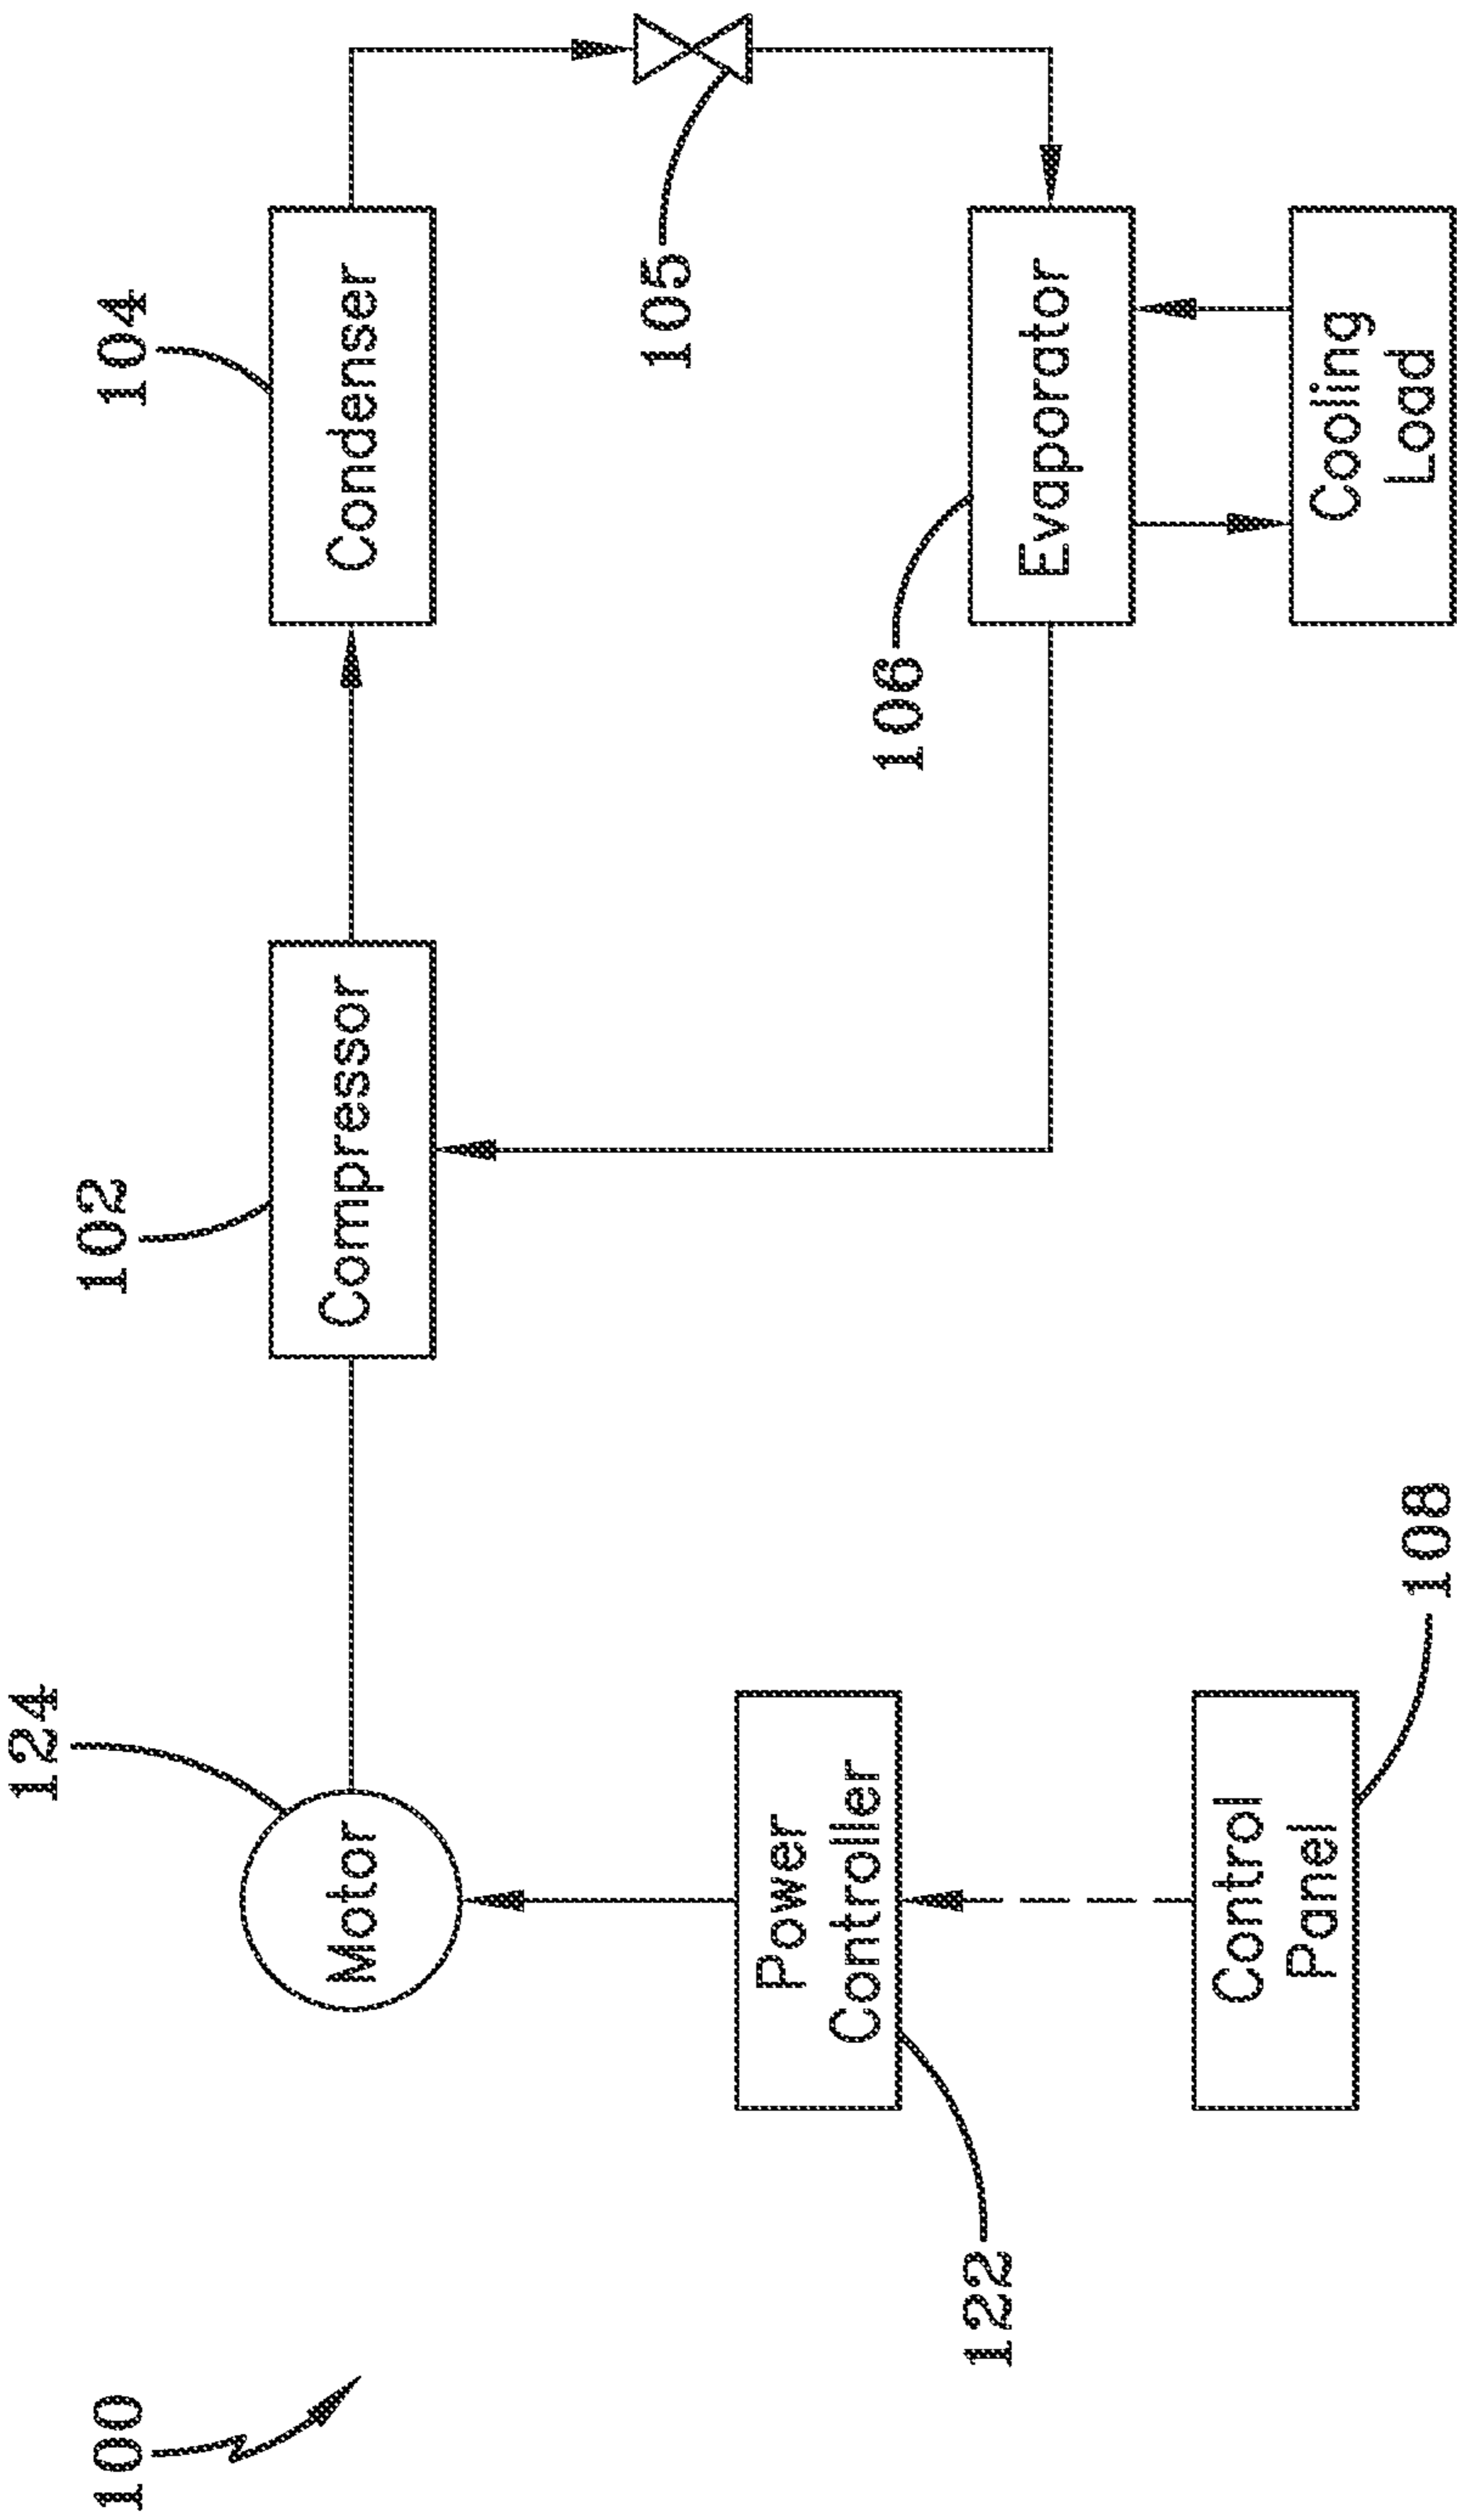 100
124
Motor
102
Compressor
104
Condenser
105
122
Power
Controller
106
Evaporator
108
Control
Panel
Cooling
Load